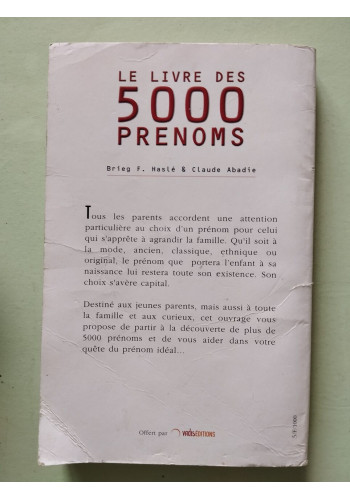 LE LIVRE DES
5000
PRENOMS
Brieg F. Haslé & Claude Abadie
Tous les parents accordent une attention
particulière au choix d'un prénom pour celui
qui s'apprête à agrandir la famille. Qu'il soit à
la mode, ancien, classique, ethnique ou
original, le prénom que portera l'enfant à sa
naissance lui restera toute son existence. Son
choix s'avère capital.
Destiné aux jeunes parents, mais aussi à toute
la famille et aux curieux, cet ouvrage vous
propose de partir à la découverte de plus de
5000 prénoms et de vous aider dans votre
quête du prénom idéal...
Offert par
ÉDITIONS